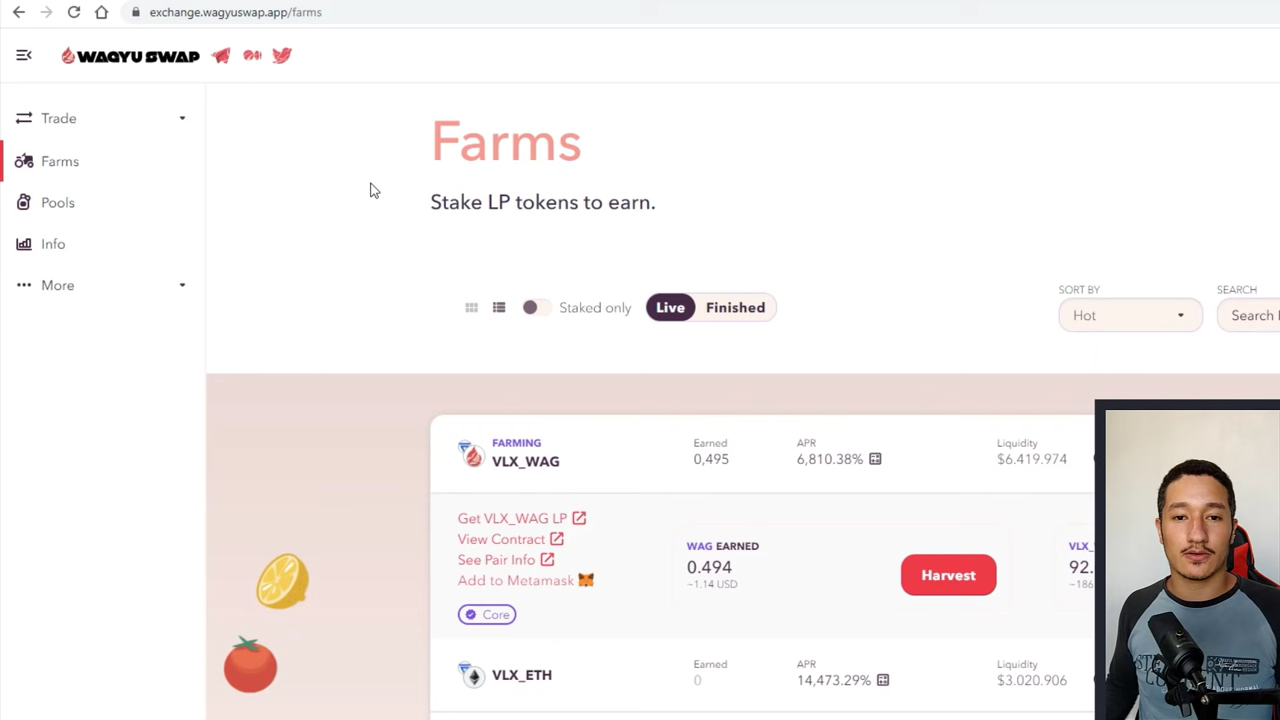 exchange.wagyuswap.app/farms
WAGYU SWAP
Trade
Farms
Pools
Info
More
Farms
Stake LP tokens to earn.
Staked only
Live
Finished
SORT BY
Hot
SEARCH
Search
FARMING
VLX_WAG
Earned
0,495
APR
6,810.38%
Liquidity
$6.419.974
Get VLX_WAG LP
View Contract
See Pair Info
Add to Metamask
Core
WAG EARNED
0.494
~1.14 USD
Harvest
VLX_
92.
~186
VLX_ETH
Earned
0
APR
14,473.29%
Liquidity
$3.020.906